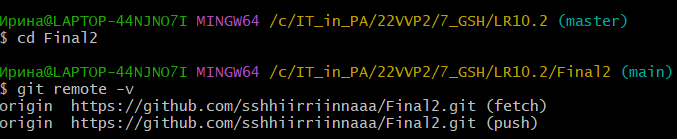 Ирина@LAPTOP-44NJNO7I MINGW64 /c/IT_in_PA/22VVP2/7_GSH/LR10.2 (master)
$ cd Final2
Ирина@LAPTOP-44NJNO7I MINGW64 /c/IT_in_PA/22VVP2/7_GSH/LR10.2/Final2 (main)
$ git remote -v
origin  https://github.com/sshhiirriinnaaa/Final2.git (fetch)
origin  https://github.com/sshhiirriinnaaa/Final2.git (push)